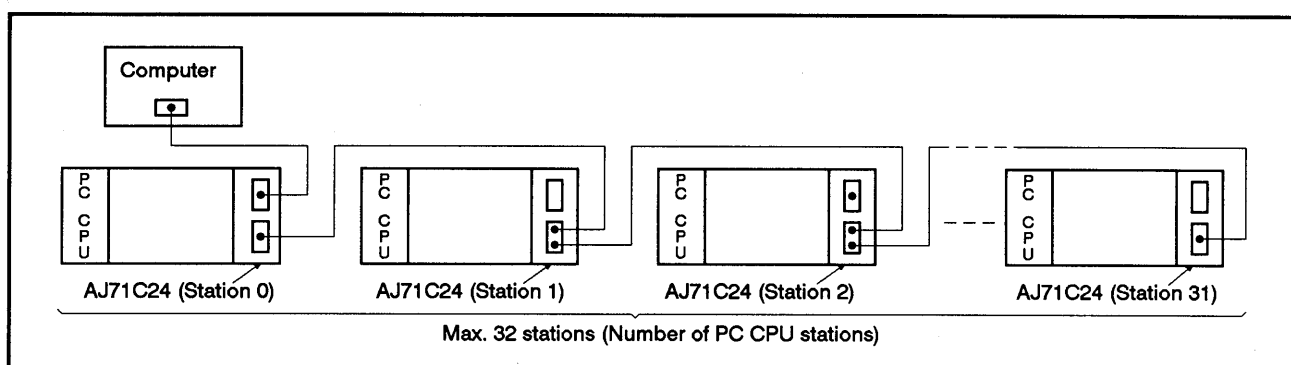 Computer
PC CPU
PC CPU
PC CPU
PC CPU
AJ71C24 (Station 0)
AJ71C24 (Station 1)
AJ71C24 (Station 2)
AJ71C24 (Station 31)
Max. 32 stations (Number of PC CPU stations)